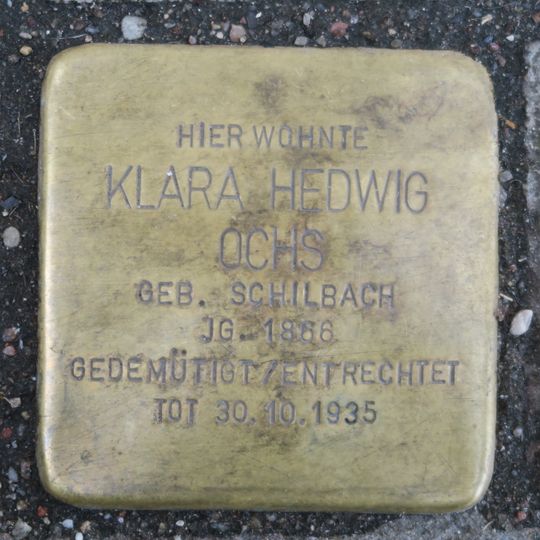 HIER WOHNTE
KLARA HEDWIG
OCHS
GEB. SCHILBACH
JG. 1866
GEDEMÜTIGT/ENTRECHTET
TOT 30.10.1935